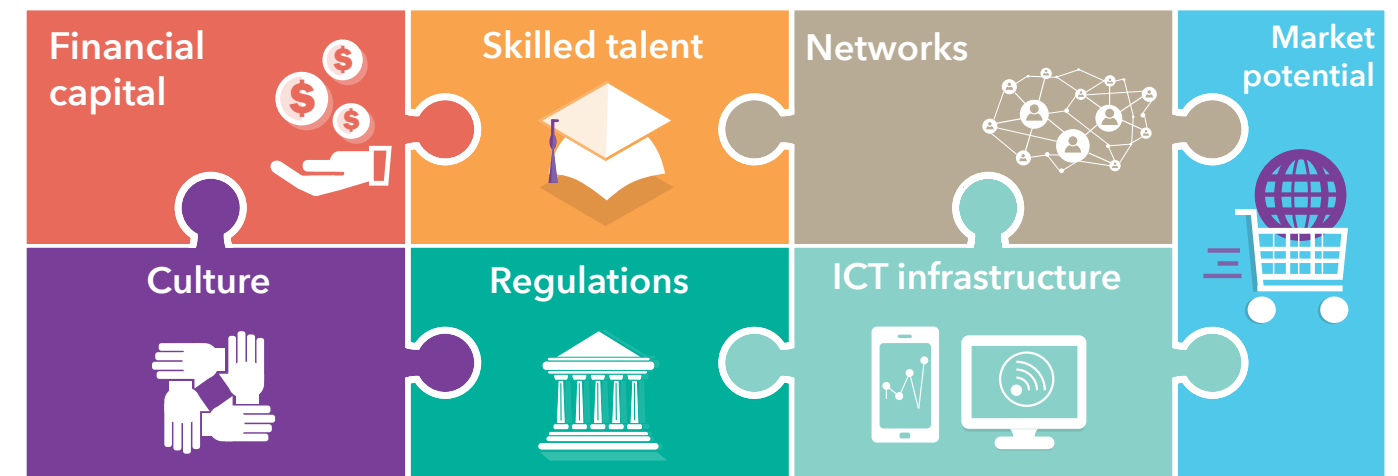 Financial
capital
Skilled talent
Networks
Market
potential
$
$
$
Culture
Regulations
ICT infrastructure